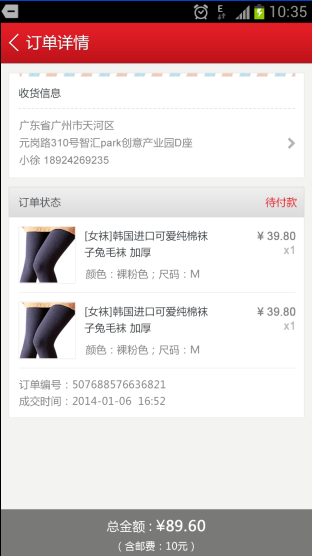 E
10:35
订单详情
收货信息
广东省广州市天河区
元岗路310号智汇park创意产业园D座
小徐 18924269235
订单状态 待付款
[女袜]韩国进口可爱纯棉袜 ¥ 39.80
子兔毛袜 加厚 x1
颜色：裸粉色；尺码：M
[女袜]韩国进口可爱纯棉袜 ¥ 39.80
子兔毛袜 加厚 x1
颜色：裸粉色；尺码：M
订单编号：507688576636821
成交时间：2014-01-06 16:52
总金额：¥89.60
（含邮费：10元）